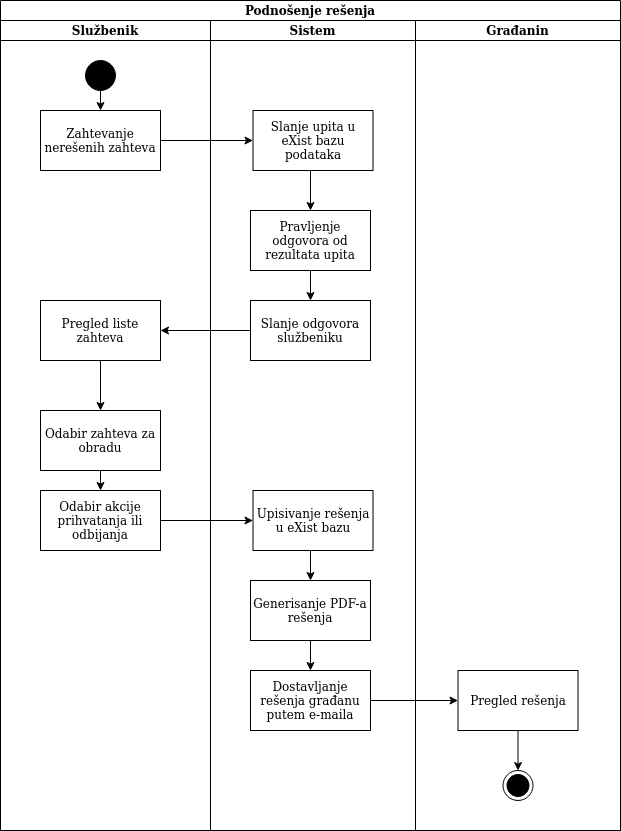 Podnošenje rešenja
Službenik
Sistem
Građanin
Zahtevanje
nerešenih zahteva
Slanje upita u
eXist bazu
podataka
Pravljenje
odgovora od
rezultata upita
Slanje odgovora
službeniku
Pregled liste
zahteva
Odabir zahteva za
obradu
Odabir akcije
prihvatanja ili
odbijanja
Upisivanje rešenja
u eXist bazu
Generisanje PDF-a
rešenja
Dostavljanje
rešenja građanu
putem e-maila
Pregled rešenja